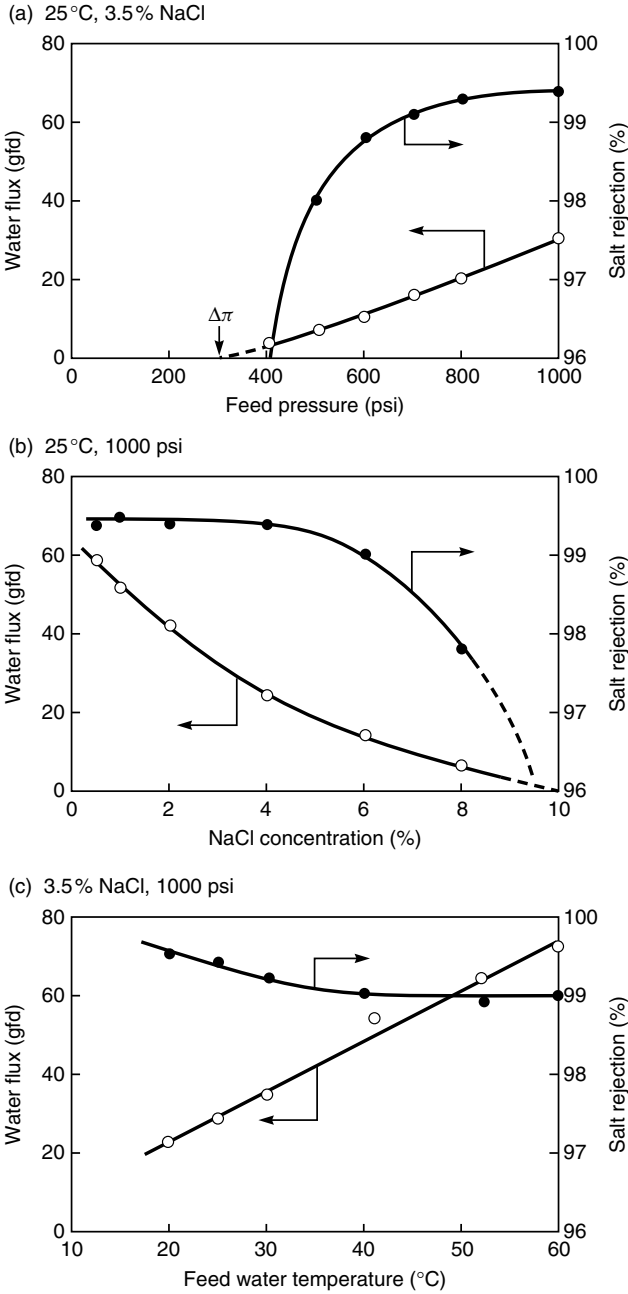 (a) 25 °C, 3.5 % NaCl
80
60
40
20
0
Water flux (gfd)
100
99
98
97
96
Salt rejection (%)
Δπ
0 200 400 600 800 1000
Feed pressure (psi)
(b) 25 °C, 1000 psi
80
60
40
20
0
Water flux (gfd)
100
99
98
97
96
Salt rejection (%)
0 2 4 6 8 10
NaCl concentration (%)
(c) 3.5 % NaCl, 1000 psi
80
60
40
20
0
Water flux (gfd)
100
99
98
97
96
Salt rejection (%)
10 20 30 40 50 60
Feed water temperature (°C)